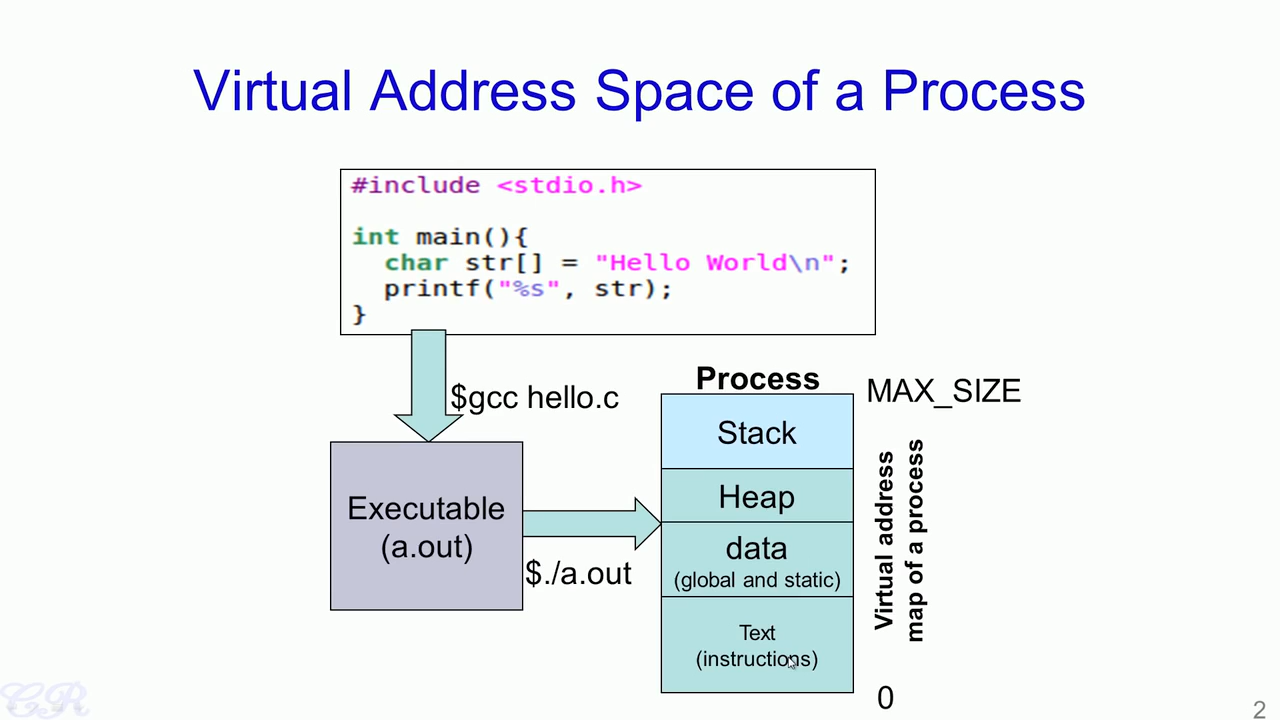 Virtual Address Space of a Process
#include <stdio.h>
int main(){
char str[] = "Hello World\n";
printf("%s", str);
}
$gcc hello.c
Executable
(a.out)
$./a.out
Process
MAX_SIZE
Stack
Heap
data
(global and static)
Text
(instructions)
Virtual address
map of a process
0
CR
2